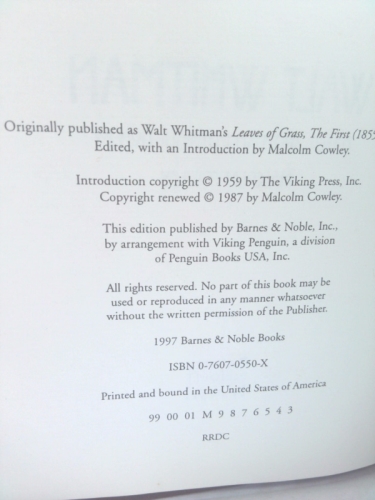 Originally published as Walt Whitman's Leaves of Grass, The First (1855
Edited, with an Introduction by Malcolm Cowley.
Introduction copyright © 1959 by The Viking Press, Inc.
Copyright renewed © 1987 by Malcolm Cowley.
This edition published by Barnes & Noble, Inc.,
by arrangement with Viking Penguin, a division
of Penguin Books USA, Inc.
All rights reserved. No part of this book may be
used or reproduced in any manner whatsoever
without the written permission of the Publisher.
1997 Barnes & Noble Books
ISBN 0-7607-0550-X
Printed and bound in the United States of America
99 00 01 M 9 8 7 6 5 4 3
RRDC